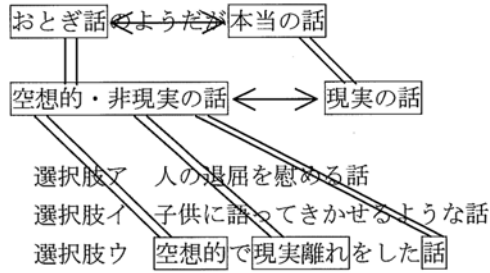 おとぎ話のようだが本当の話
空想的・非現実の話 現実の話
選択肢ア 人の退屈を慰める話
選択肢イ 子供に語ってきかせるような話
選択肢ウ 空想的で現実離れをした話